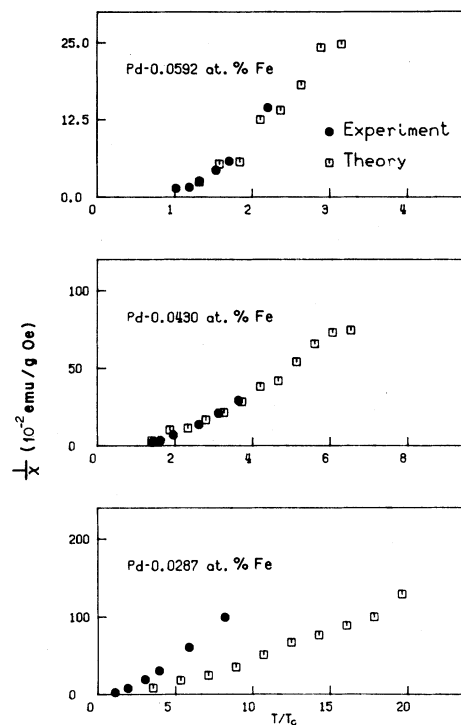 25.0
Pd-0.0592 at. % Fe
● Experiment
12.5
Theory
0.0
0 1 2 3 4
100
Pd-0.0430 at. % Fe
50
0
0 2 4 6 8
1/χ (10⁻² emu/g Oe)
200
Pd-0.0287 at. % Fe
100
0
0 5 10 15 20
T/Tc